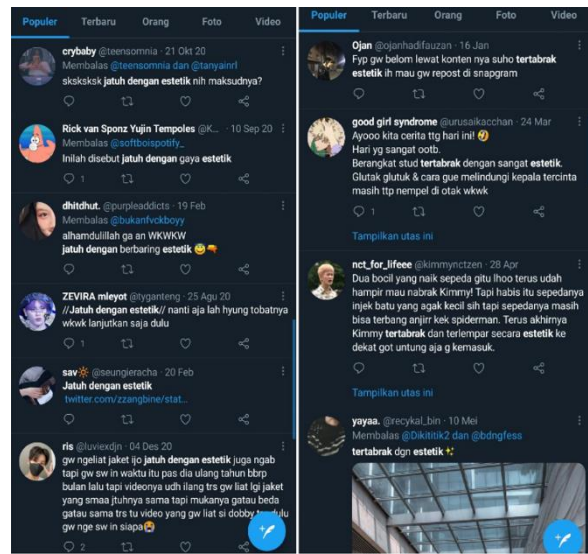 Populer Terbaru Orang Foto Video
crybaby @teensomnia · 21 Okt 20
Membalas @teensomnia dan @tanyainrl
sksksksk jatuh dengan estetik nih maksudnya?
Rick van Sponz Yujin Tempoles @K... · 10 Sep 20
Membalas @softboispotify_
Inilah disebut jatuh dengan gaya estetik
1
dhitdhut. @purpleaddicts · 19 Feb
Membalas @bukanfvckboyy
alhamdulillah ga an WKWKW
jatuh dengan berbaring estetik 😇🔫
ZEVIRA mleyot @tyganteng · 25 Agu 20
//Jatuh dengan estetik// nanti aja lah hyung tobatnya
wkwk lanjutkan saja dulu
1
sav🔆 @seungieracha · 20 Feb
Jatuh dengan estetik
twitter.com/zzangbine/stat...
ris @luviexdjn · 04 Des 20
gw ngeliat jaket ijo jatuh dengan estetik juga ngab
tapi gw sw in waktu itu pas dia ulang tahun bbrp
bulan lalu tapi videonya udh ilang trs gw liat lgi jaket
yang smaa jtuhnya sama tapi mukanya gatau beda
gatau sama trs tu video yang gw liat si dobby trs dulu
gw nge sw in siapa😭
2
Populer Terbaru Orang Foto Video
Ojan @ojanhadifauzan · 16 Jan
Fyp gw belom lewat konten nya suho tertabrak
estetik ih mau gw repost di snapgram
good girl syndrome @urusaikacchan · 24 Mar
Ayooo kita cerita ttg hari ini! 🤣
Hari yg sangat ootb.
Berangkat stud tertabrak dengan sangat estetik.
Glutak glutuk & cara gue melindungi kepala tercinta
masih ttp nempel di otak wkwk
1
Tampilkan utas ini
nct_for_lifeee @kimmynctzen · 28 Apr
Dua bocil yang naik sepeda gitu lhoo terus udah
hampir mau nabrak Kimmy! Tapi habis itu sepedanya
injek batu yang agak kecil sih tapi sepedanya masih
bisa terbang anjirr kek spiderman. Terus akhirnya
Kimmy tertabrak dan terlempar secara estetik ke
dekat got untung aja g kemasuk.
Tampilkan utas ini
yayaa. @recykal_bin · 10 Mei
Membalas @Dikititik2 dan @bdngfess
tertabrak dgn estetik✨